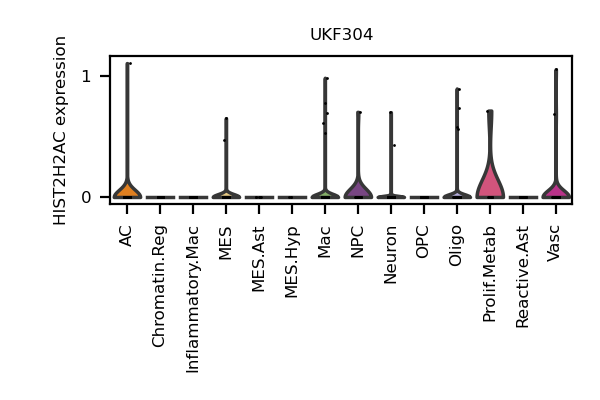 UKF304
HIST2H2AC expression
1
0
AC
Chromatin.Reg
Inflammatory.Mac
MES
MES.Ast
MES.Hyp
Mac
NPC
Neuron
OPC
Oligo
Prolif.Metab
Reactive.Ast
Vasc